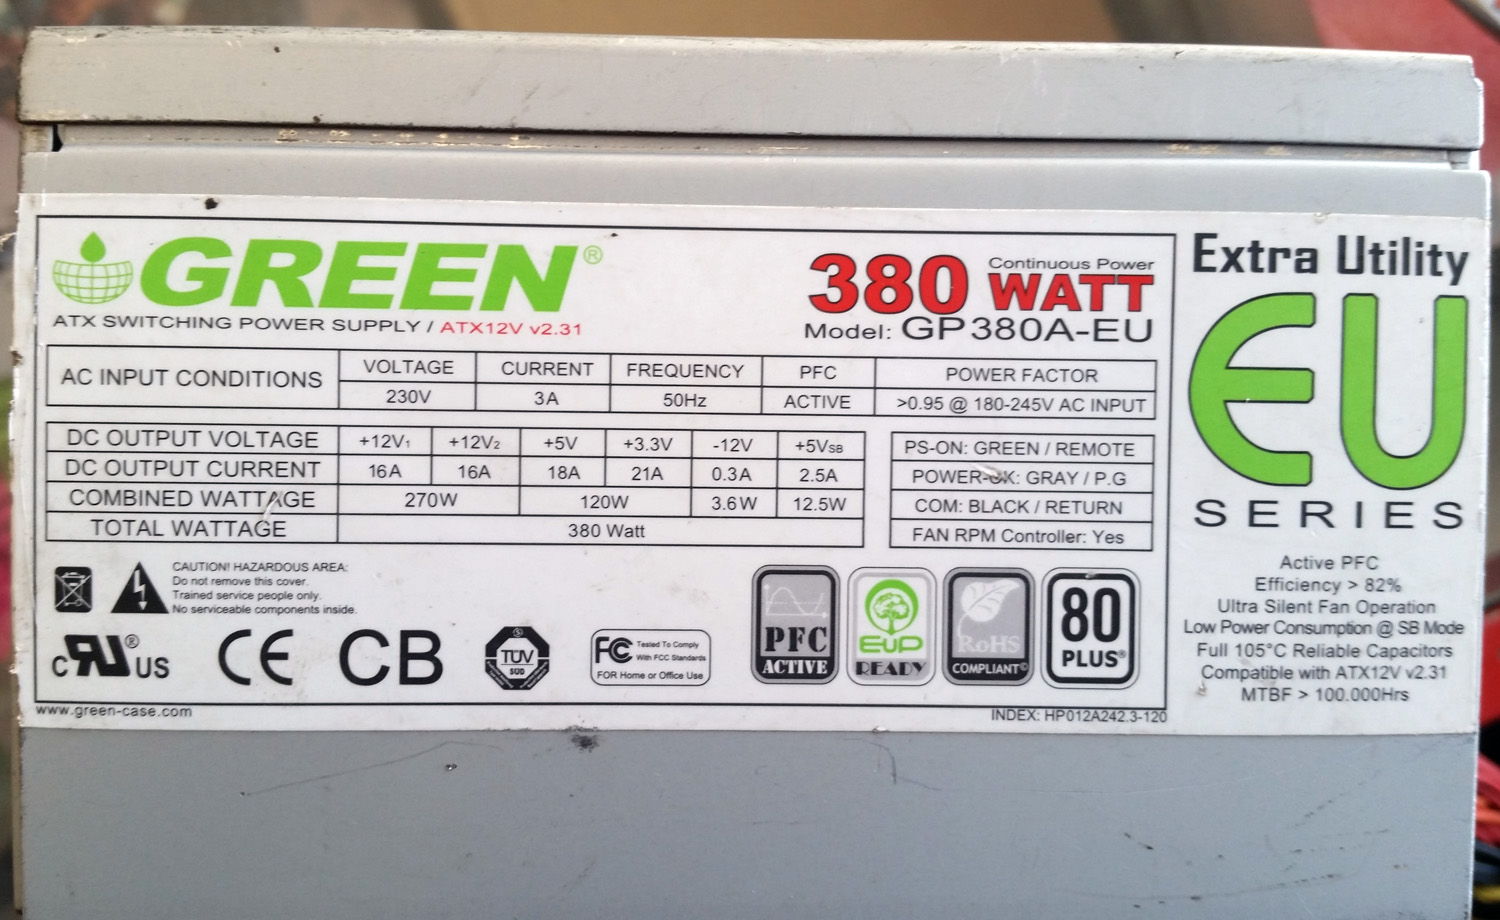 GREEN®
ATX SWITCHING POWER SUPPLY / ATX12V v2.31
380 Continuous Power WATT
Model: GP380A-EU
AC INPUT CONDITIONS VOLTAGE CURRENT FREQUENCY PFC POWER FACTOR
230V 3A 50Hz ACTIVE >0.95 @ 180-245V AC INPUT
DC OUTPUT VOLTAGE +12V1 +12V2 +5V +3.3V -12V +5VSB
DC OUTPUT CURRENT 16A 16A 18A 21A 0.3A 2.5A
COMBINED WATTAGE 270W 120W 3.6W 12.5W
TOTAL WATTAGE 380 Watt
PS-ON: GREEN / REMOTE
POWER-OK: GRAY / P.G
COM: BLACK / RETURN
FAN RPM Controller: Yes
CAUTION! HAZARDOUS AREA:
Do not remove this cover.
Trained service people only.
No serviceable components inside.
c RU® US
CE
CB
TÜV
SÜD
FC Tested To Comply
With FCC Standards
FOR Home or Office Use
PFC
ACTIVE
EuP
READY
RoHS
COMPLIANT
80
PLUS®
www.green-case.com
INDEX: HP012A242.3-120
Extra Utility
EU
SERIES
Active PFC
Efficiency > 82%
Ultra Silent Fan Operation
Low Power Consumption @ SB Mode
Full 105°C Reliable Capacitors
Compatible with ATX12V v2.31
MTBF > 100.000Hrs